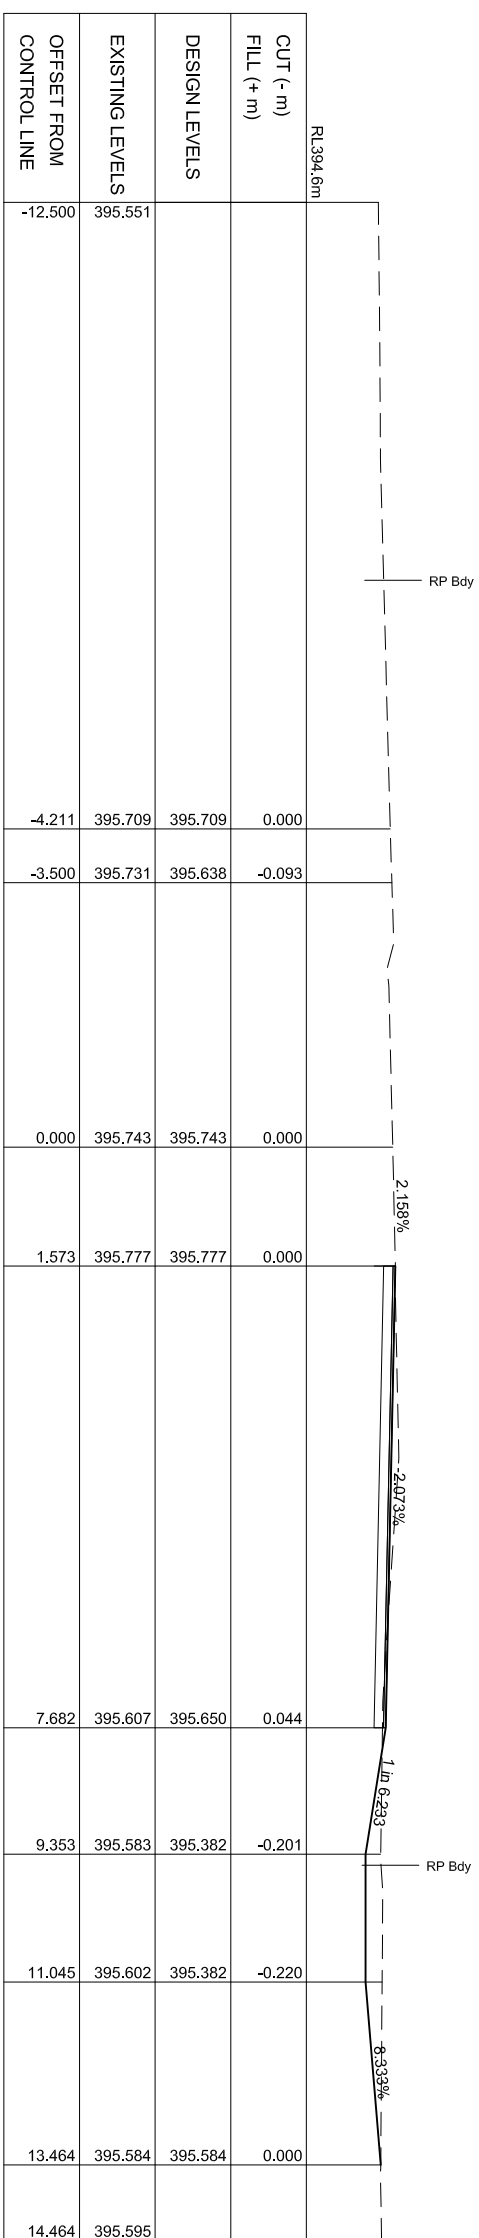 CUT (- m)
FILL (+ m)
DESIGN LEVELS
EXISTING LEVELS
OFFSET FROM
CONTROL LINE
RL394.6m
-12.500 395.551
RP Bdy
-4.211 395.709 395.709 0.000
-3.500 395.731 395.638 -0.093
0.000 395.743 395.743 0.000
2.158%
1.573 395.777 395.777 0.000
-2.073%
7.682 395.607 395.650 0.044
1 in 6.233
9.353 395.583 395.382 -0.201
RP Bdy
11.045 395.602 395.382 -0.220
8.333%
13.464 395.584 395.584 0.000
14.464 395.595